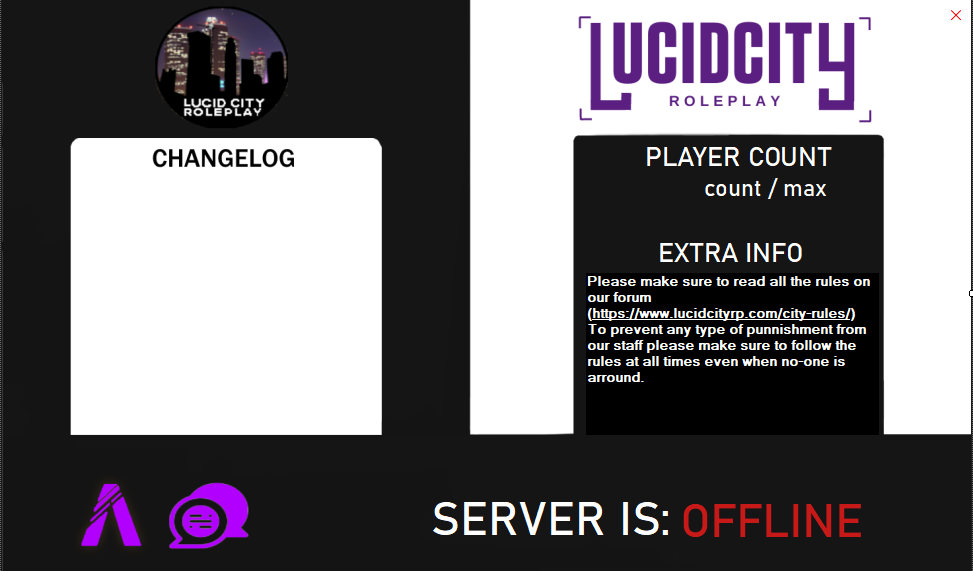 LUCID CITY
ROLEPLAY
CHANGELOG
LUCIDCITY
ROLEPLAY
PLAYER COUNT
count / max
EXTRA INFO
Please make sure to read all the rules on
our forum
(https://www.lucidcityrp.com/city-rules/)
To prevent any type of punnishment from
our staff please make sure to follow the
rules at all times even when no-one is
arround.
SERVER IS: OFFLINE